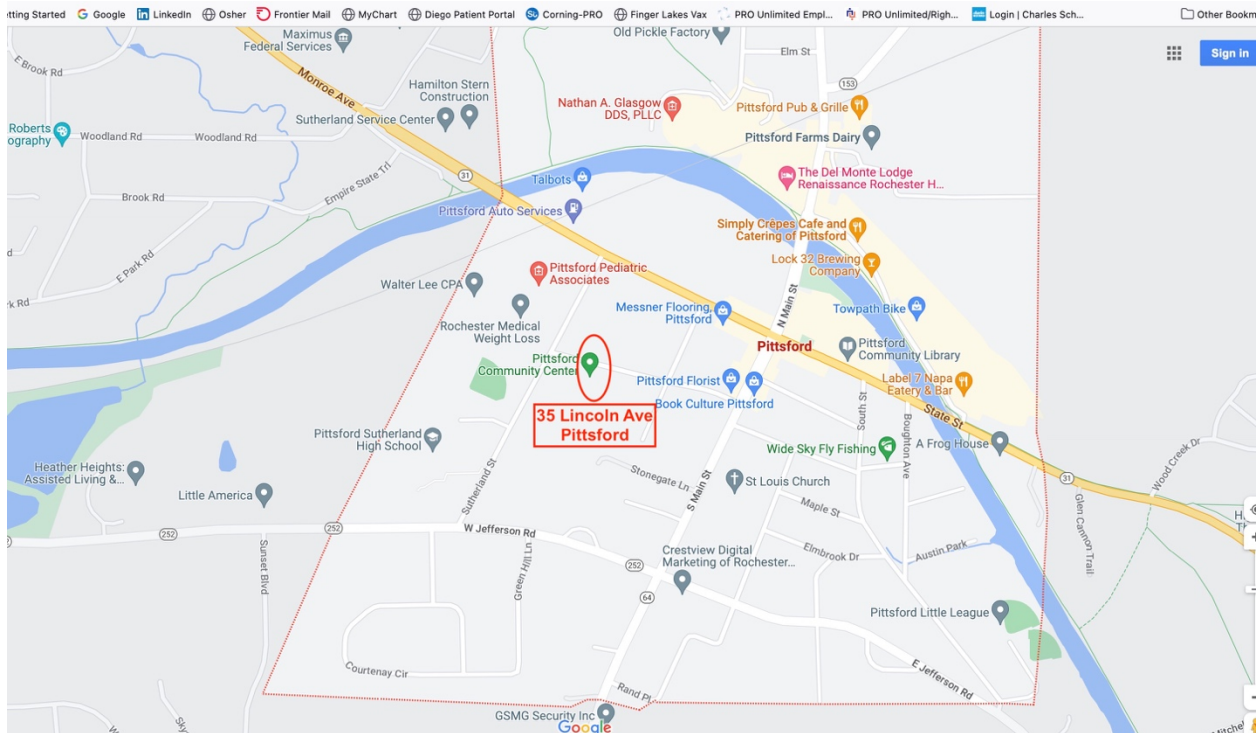 etting Started
Google
LinkedIn
Osher
Frontier Mail
MyChart
Diego Patient Portal
Corning-PRO
Finger Lakes Vax
PRO Unlimited Empl...
PRO Unlimited/Righ...
Login | Charles Sch...
Other Bookm
Maximus
Federal Services
Old Pickle Factory
Sign in
E Brook Rd
Elm St
Monroe Ave
Hamilton Stern
Construction
153
Nathan A. Glasgow
DDS, PLLC
Pittsford Pub & Grille
Sutherland Service Center
Roberts
ography
Woodland Rd
Woodland Rd
Pittsford Farms Dairy
Empire State Trl
31
Talbots
The Del Monte Lodge
Renaissance Rochester H...
Brook Rd
Pittsford Auto Services
Simply Crêpes Cafe and
Catering of Pittsford
E Park Rd
Lock 32 Brewing
Company
Pittsford Pediatric
Associates
Walter Lee CPA
rk Rd
Messner Flooring,
Pittsford
N Main St
Towpath Bike
Rochester Medical
Weight Loss
Pittsford
Pittsford
Community Library
Pittsford
Community Center
Pittsford Florist
Label 7 Napa
Eatery & Bar
Book Culture Pittsford
35 Lincoln Ave
Pittsford
State St
South St
Boughton Ave
Pittsford Sutherland
High School
Wide Sky Fly Fishing
A Frog House
Wood Creek Dr
Heather Heights:
Assisted Living &...
Stonegate Ln
S Main St
St Louis Church
31
Little America
Sutherland St
Maple St
Glen Cannon Trail
252
252
W Jefferson Rd
Elmbrook Dr
Austin Park
Sunset Blvd
Green Hill Ln
252
Crestview Digital
Marketing of Rochester...
64
Pittsford Little League
Courtenay Cir
E Jefferson Rd
Rand Pl
GSMG Security Inc
Google